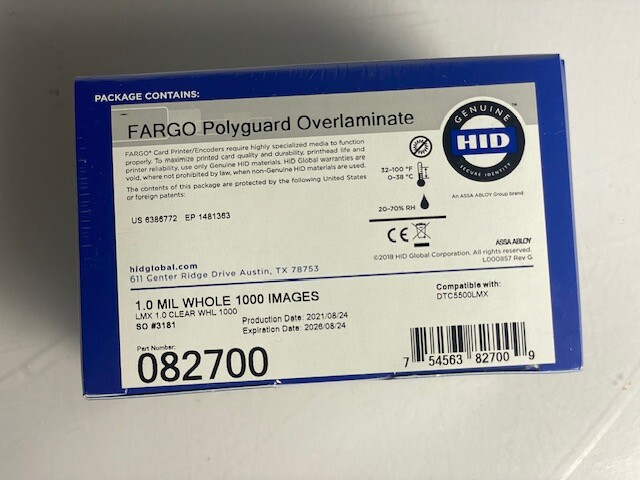 PACKAGE CONTAINS:
FARGO Polyguard Overlaminate
FARGO® Card Printer/Encoders require highly specialized media to function
properly. To maximize printed card quality and durability, printhead life and
printer reliability, use only Genuine HID materials. HID Global warranties are
void, where not prohibited by law, when non-Genuine HID materials are used.
The contents of this package are protected by the following United States
or foreign patents:
US 6386772 EP 1481363
GENUINE
HID
SECURE IDENTITY
™
An ASSA ABLOY Group brand
32-100 °F
0-38 °C
20-70% RH
CE
ASSA ABLOY
©2018 HID Global Corporation. All rights reserved.
L000857 Rev G
hidglobal.com
611 Center Ridge Drive Austin, TX 78753
1.0 MIL WHOLE 1000 IMAGES
LMX 1.0 CLEAR WHL 1000
SO #3181
Production Date: 2021/08/24
Expiration Date: 2026/08/24
Compatible with:
DTC5500LMX
Part Number:
082700
7 54563 82700 9